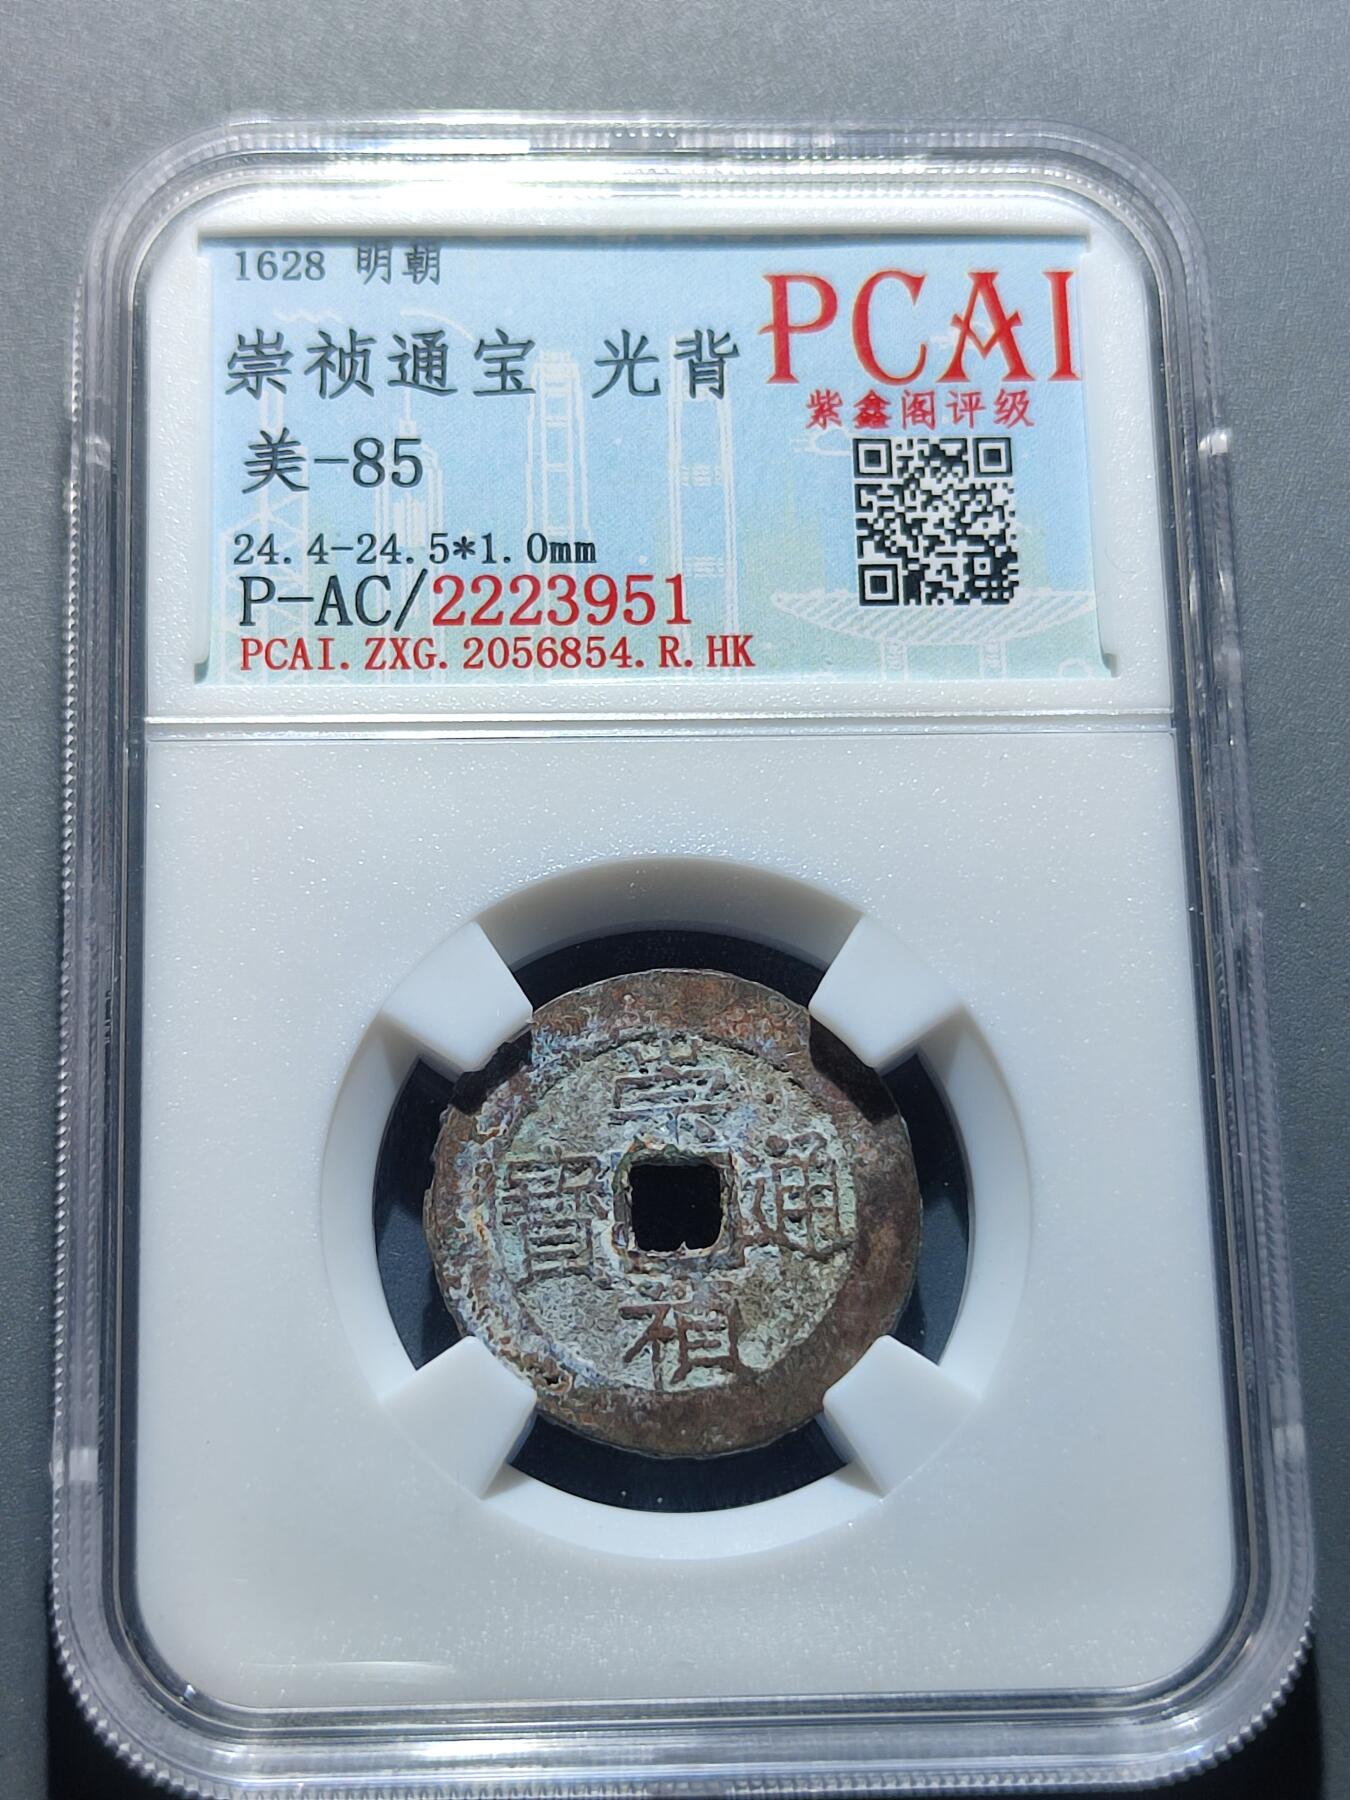 1628 明朝
崇祯通宝 光背
美-85
24.4-24.5*1.0mm
P-AC/2223951
PCAI.ZXG.2056854.R.HK
PCAI
紫鑫阁评级
崇
通
寶
禎